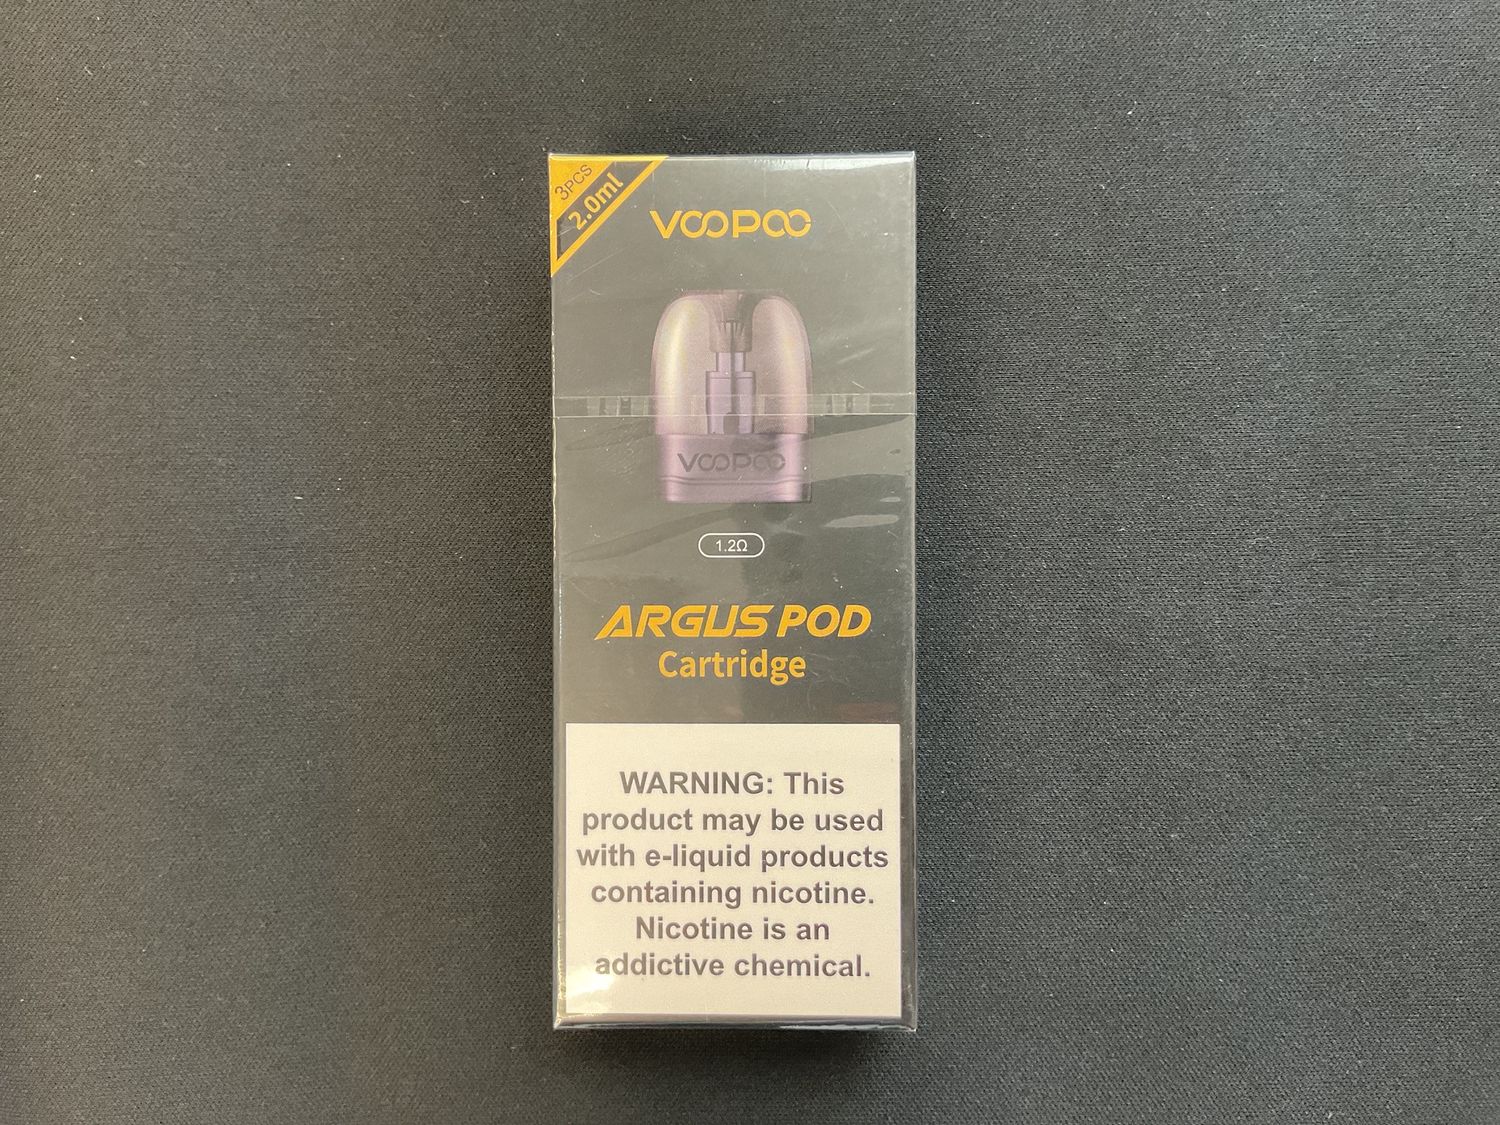 3PCS
2.0ml
VOOPOO
VOOPOO
1.2Ω
ARGUS POD
Cartridge
WARNING: This
product may be used
with e-liquid products
containing nicotine.
Nicotine is an
addictive chemical.